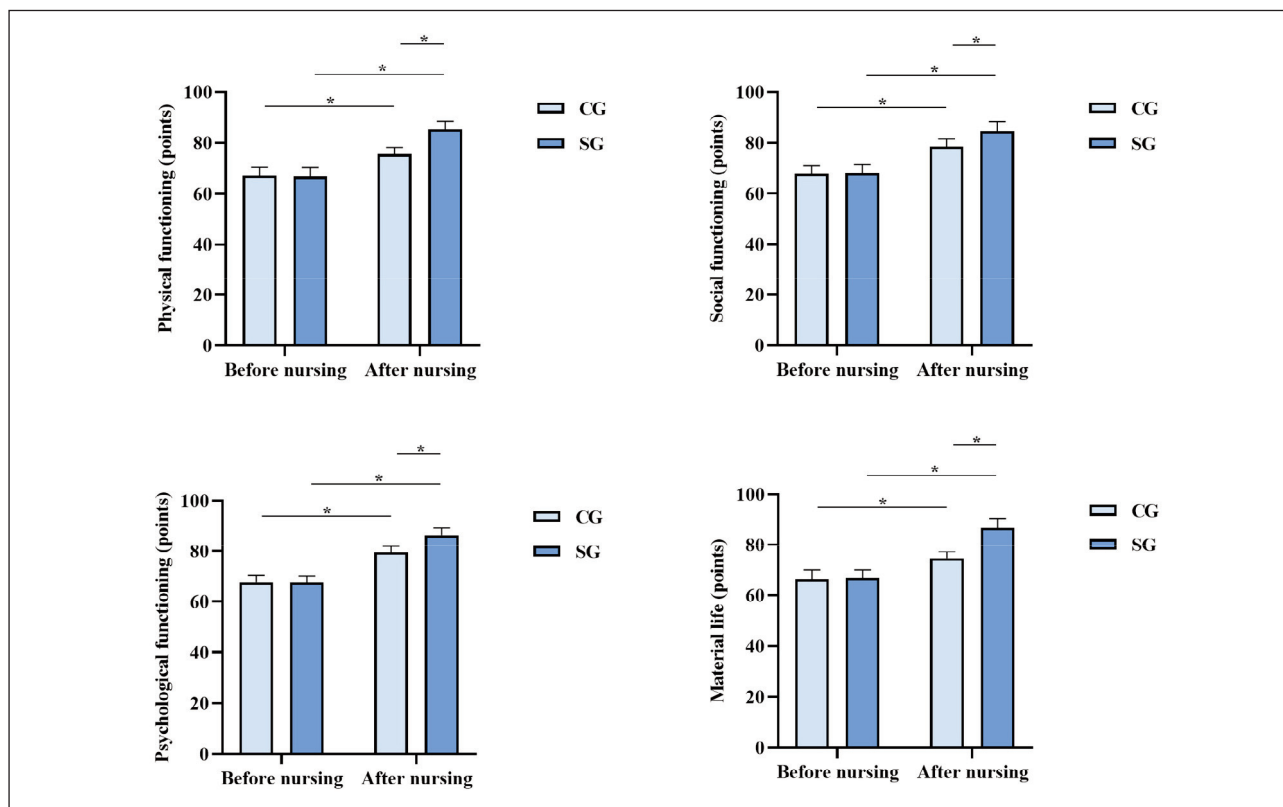 *
*
*
Physical functioning (points)
100
80
60
40
20
0
Before nursing After nursing
CG
SG
*
*
*
Social functioning (points)
100
80
60
40
20
0
Before nursing After nursing
CG
SG
*
*
*
Psychological functioning (points)
100
80
60
40
20
0
Before nursing After nursing
CG
SG
*
*
*
Material life (points)
100
80
60
40
20
0
Before nursing After nursing
CG
SG